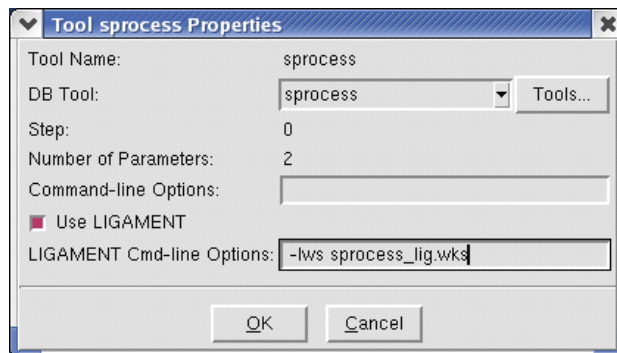 Tool sprocess Properties
Tool Name: sprocess
DB Tool: sprocess Tools...
Step: 0
Number of Parameters: 2
Command-line Options:
Use LIGAMENT
LIGAMENT Cmd-line Options: -lws sprocess_lig.wks
OK Cancel